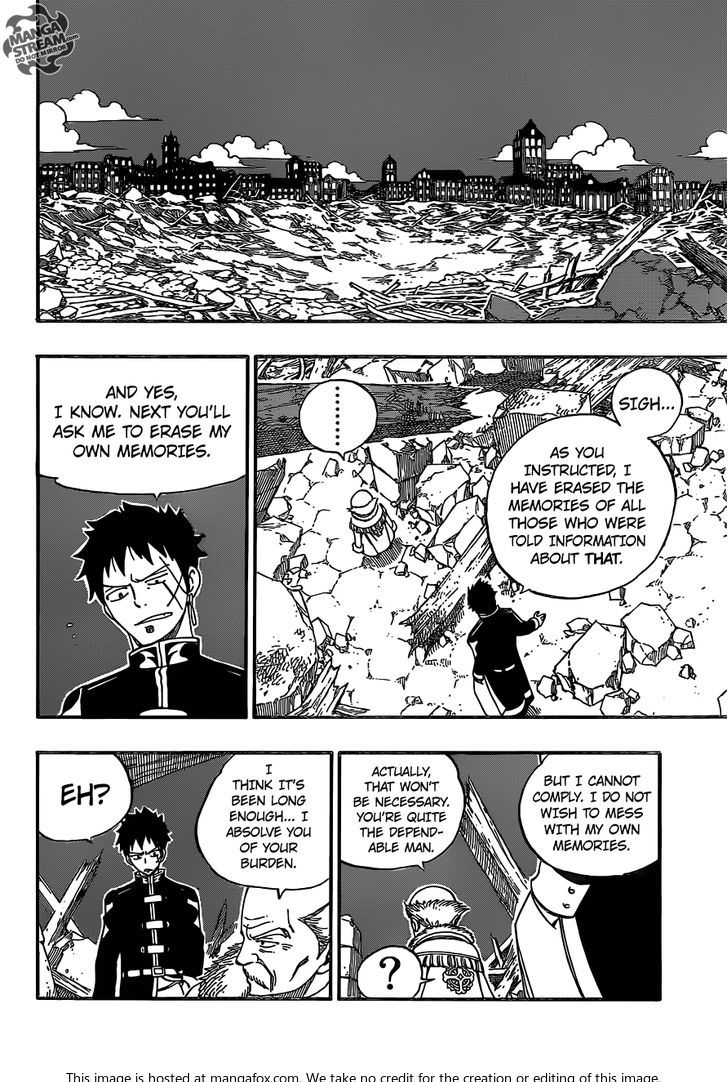 MANGA
STREAM.com
DO NOT MIRROR
SIGH...
AS YOU
INSTRUCTED, I
HAVE ERASED THE
MEMORIES OF ALL
THOSE WHO WERE
TOLD INFORMATION
ABOUT THAT.
........
AND YES,
I KNOW. NEXT YOU'LL
ASK ME TO ERASE MY
OWN MEMORIES.
BUT I CANNOT
COMPLY. I DO NOT
WISH TO MESS
WITH MY OWN
MEMORIES.
ACTUALLY,
THAT WON'T
BE NECESSARY.
YOU'RE QUITE
THE DEPEND-
ABLE MAN.
?
I
THINK IT'S
BEEN LONG
ENOUGH... I
ABSOLVE YOU
OF YOUR
BURDEN.
EH?
This image is hosted at mangafox.com. We take no credit for the creation or editing of this image.